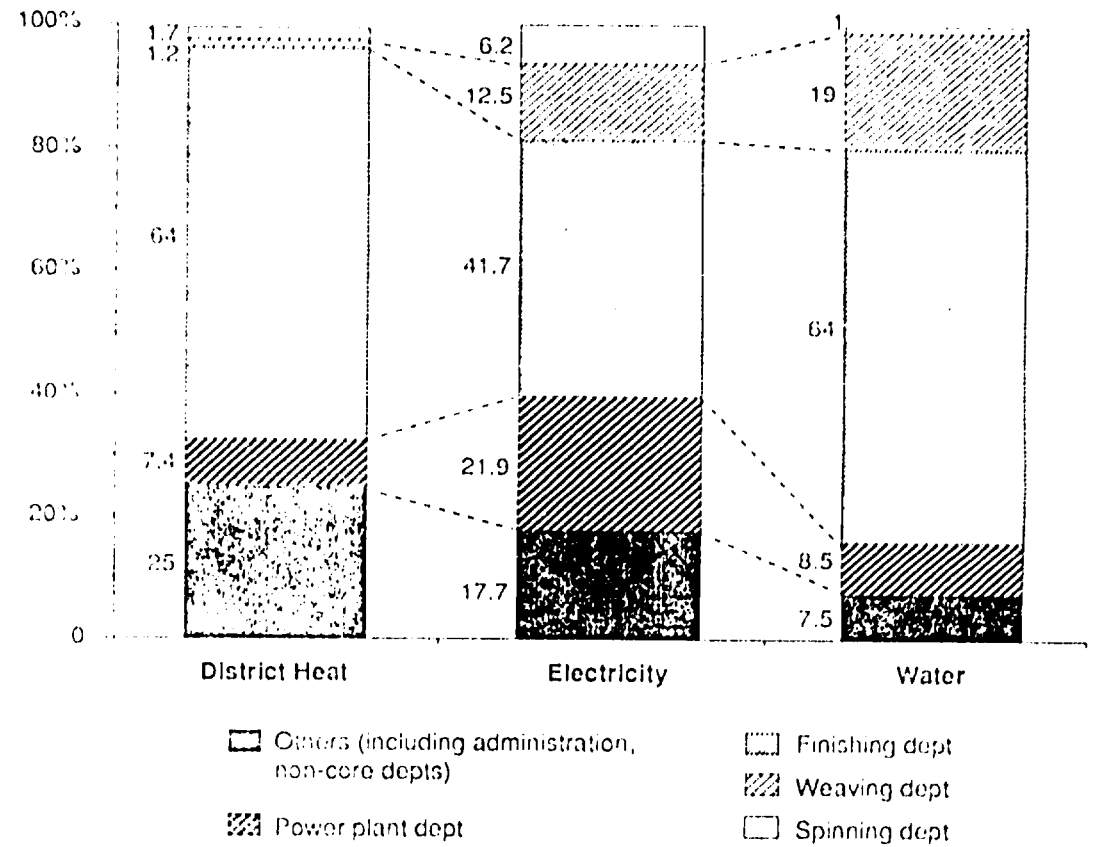 100%
1.7
1.2
6.2
1
12.5
19
80%
64
60%
41.7
64
40%
7.4
21.9
20%
8.5
25
17.7
7.5
0
District Heat
Electricity
Water
Others (including administration,
non-core depts)
Power plant dept
Finishing dept
Weaving dept
Spinning dept